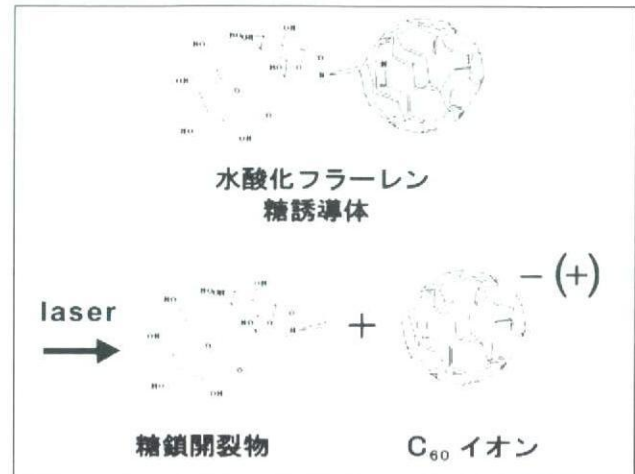 水酸化フラーレン
糖誘導体
laser
+
− (+)
糖鎖開裂物
C₆₀ イオン